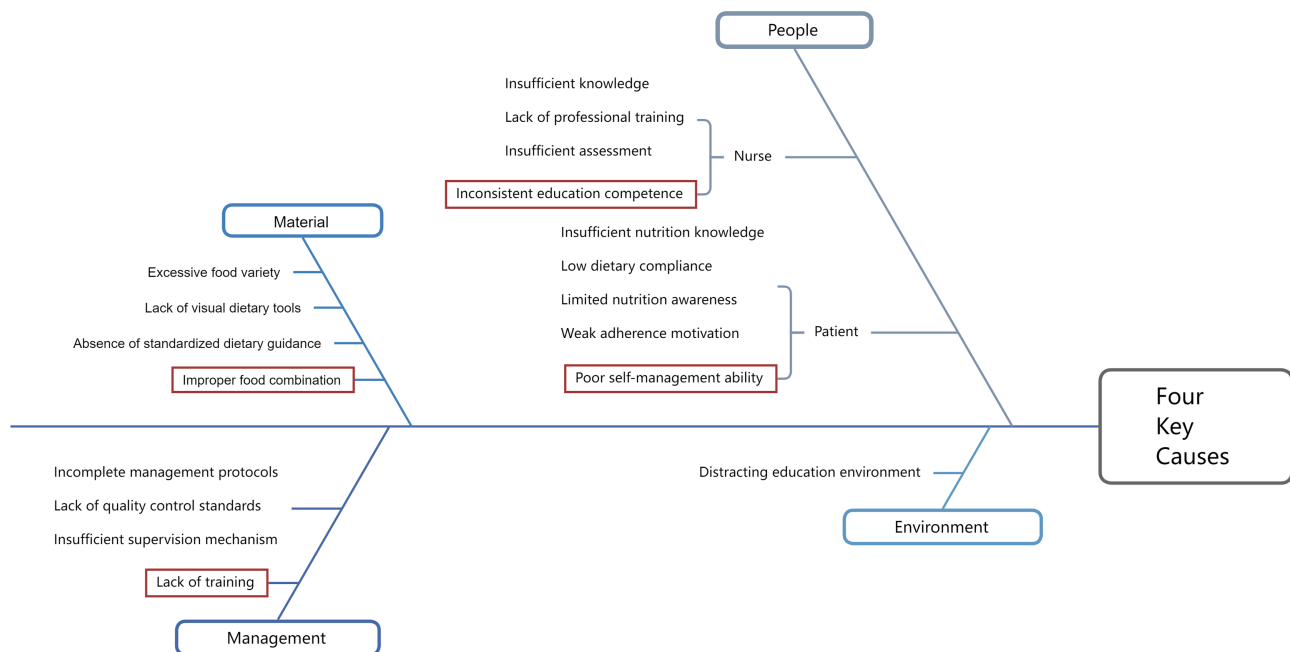 People
Insufficient knowledge
Lack of professional training
Insufficient assessment
Inconsistent education competence
Nurse
Insufficient nutrition knowledge
Low dietary compliance
Limited nutrition awareness
Weak adherence motivation
Poor self-management ability
Patient
Material
Excessive food variety
Lack of visual dietary tools
Absence of standardized dietary guidance
Improper food combination
Four
Key
Causes
Incomplete management protocols
Lack of quality control standards
Insufficient supervision mechanism
Lack of training
Management
Distracting education environment
Environment